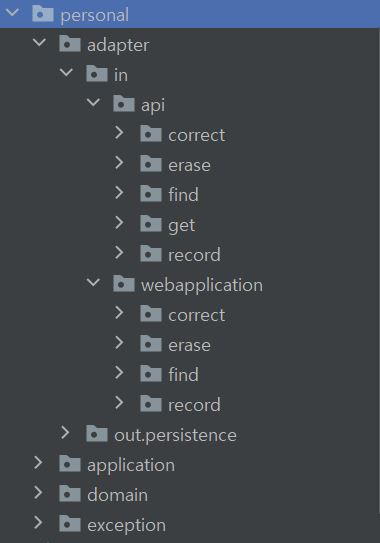 personal
adapter
in
api
correct
erase
find
get
record
webapplication
correct
erase
find
record
out.persistence
application
domain
exception